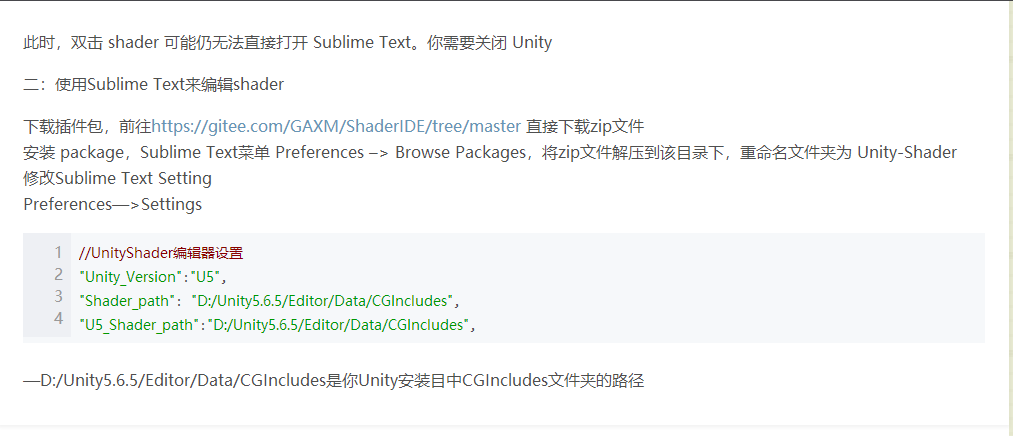 此时，双击 shader 可能仍无法直接打开 Sublime Text。你需要关闭 Unity
二：使用Sublime Text来编辑shader
下载插件包，前往https://gitee.com/GAXM/ShaderIDE/tree/master 直接下载zip文件
安装 package，Sublime Text菜单 Preferences –> Browse Packages，将zip文件解压到该目录下，重命名文件夹为 Unity-Shader
修改Sublime Text Setting
Preferences—>Settings
1 //UnityShader编辑器设置
2 "Unity_Version":"U5",
3 "Shader_path": "D:/Unity5.6.5/Editor/Data/CGIncludes",
4 "U5_Shader_path":"D:/Unity5.6.5/Editor/Data/CGIncludes",
—D:/Unity5.6.5/Editor/Data/CGIncludes是你Unity安装目中CGIncludes文件夹的路径